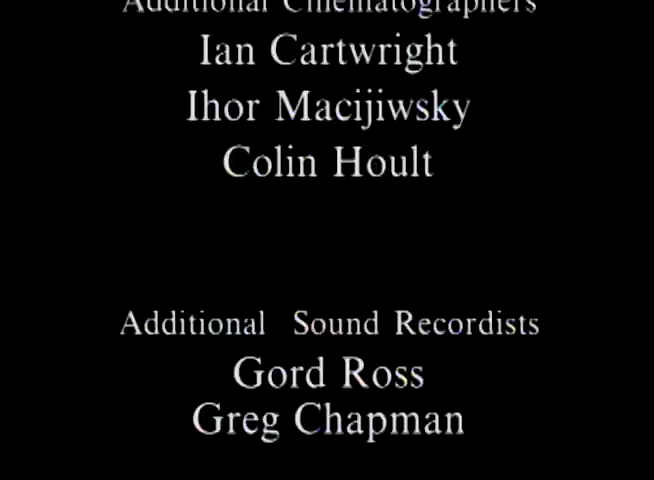 Additional Cinematographers
Ian Cartwright
Ihor Macijiwsky
Colin Hoult
Additional Sound Recordists
Gord Ross
Greg Chapman